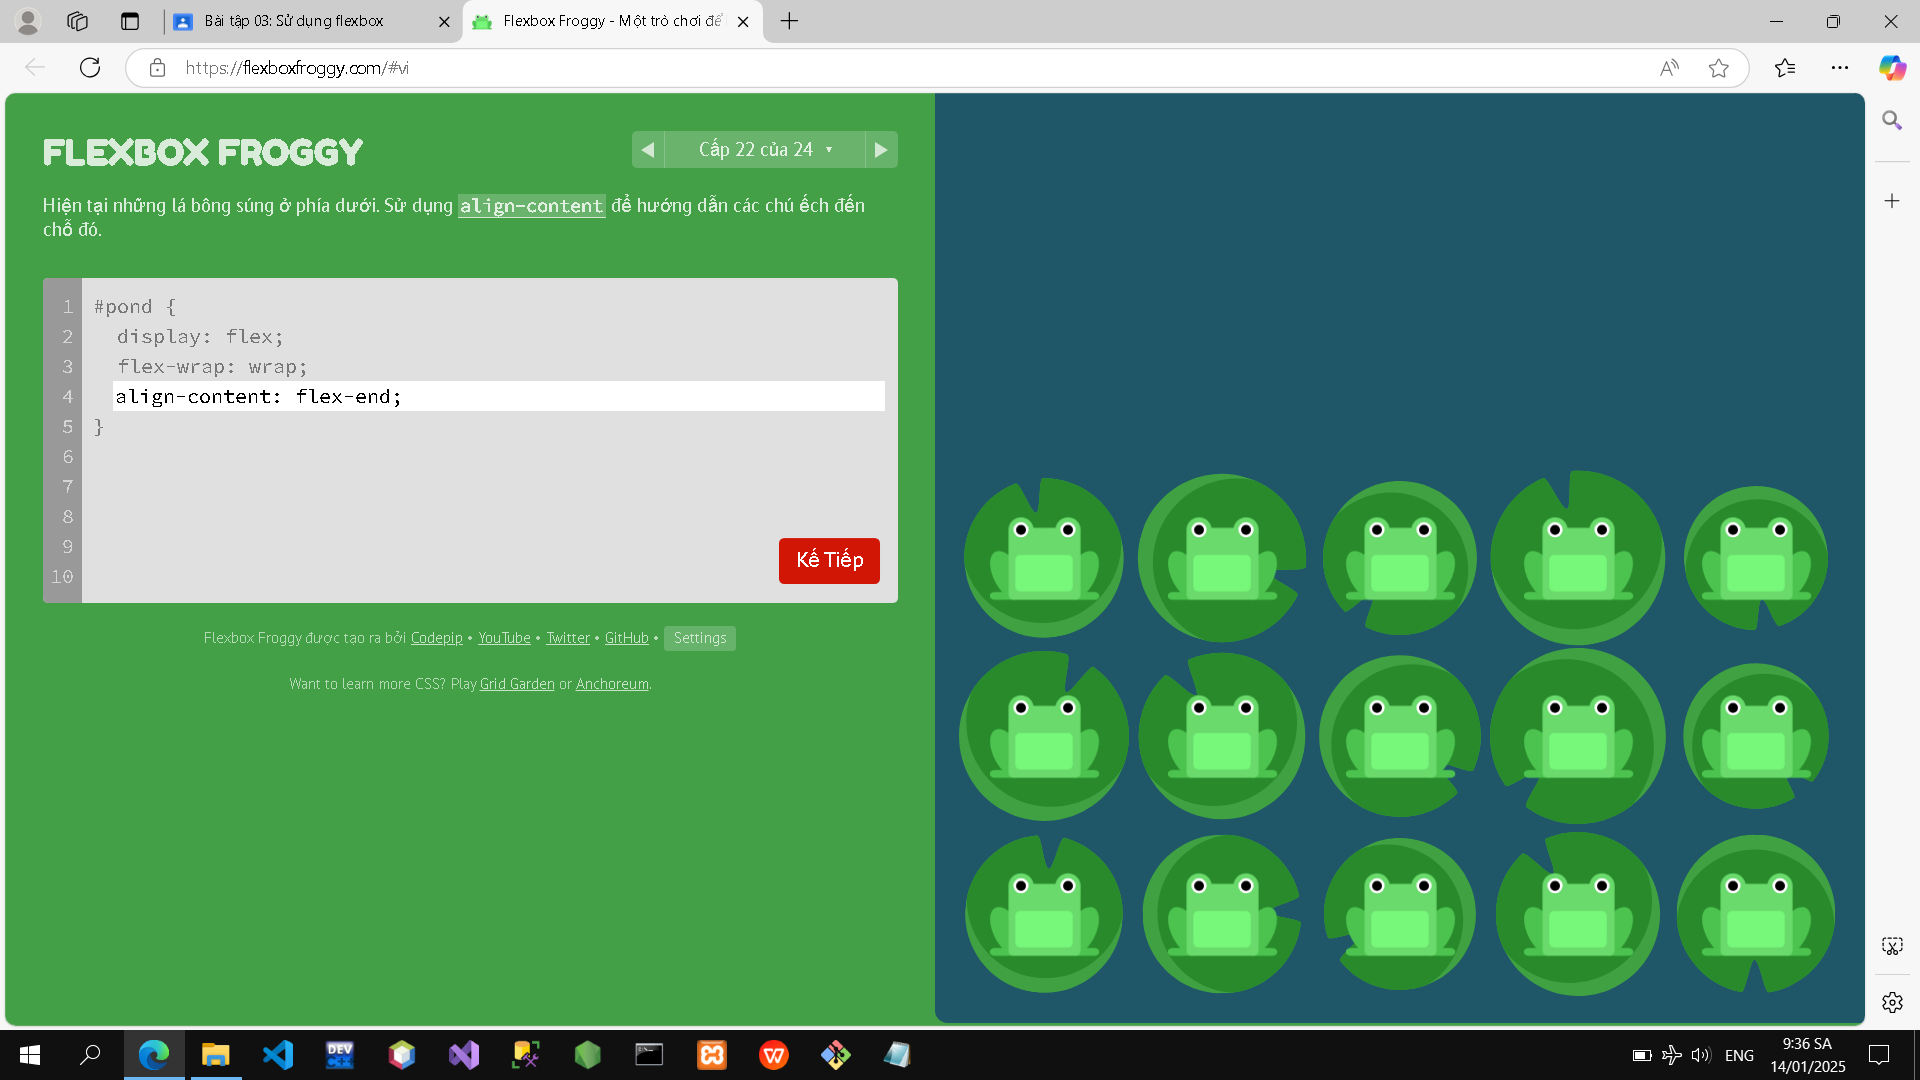 Bài tập 03: Sử dụng flexbox
Flexbox Froggy - Một trò chơi để
https://flexboxfroggy.com/#vi
FLEXBOX FROGGY
Cấp 22 của 24
Hiện tại những lá bông súng ở phía dưới. Sử dụng align-content để hướng dẫn các chú ếch đến
chỗ đó.
1 #pond {
2 display: flex;
3 flex-wrap: wrap;
4 align-content: flex-end;
5 }
6
7
8
9
10
Kế Tiếp
Flexbox Froggy được tạo ra bởi Codepip • YouTube • Twitter • GitHub • Settings
Want to learn more CSS? Play Grid Garden or Anchoreum.
DEV
C++
ENG
9:36 SA
14/01/2025